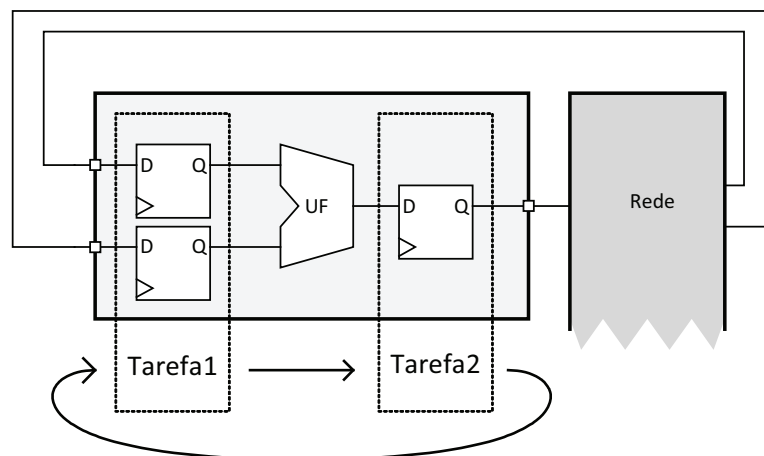 D Q
UF
D Q
D Q
Rede
Tarefa1
Tarefa2